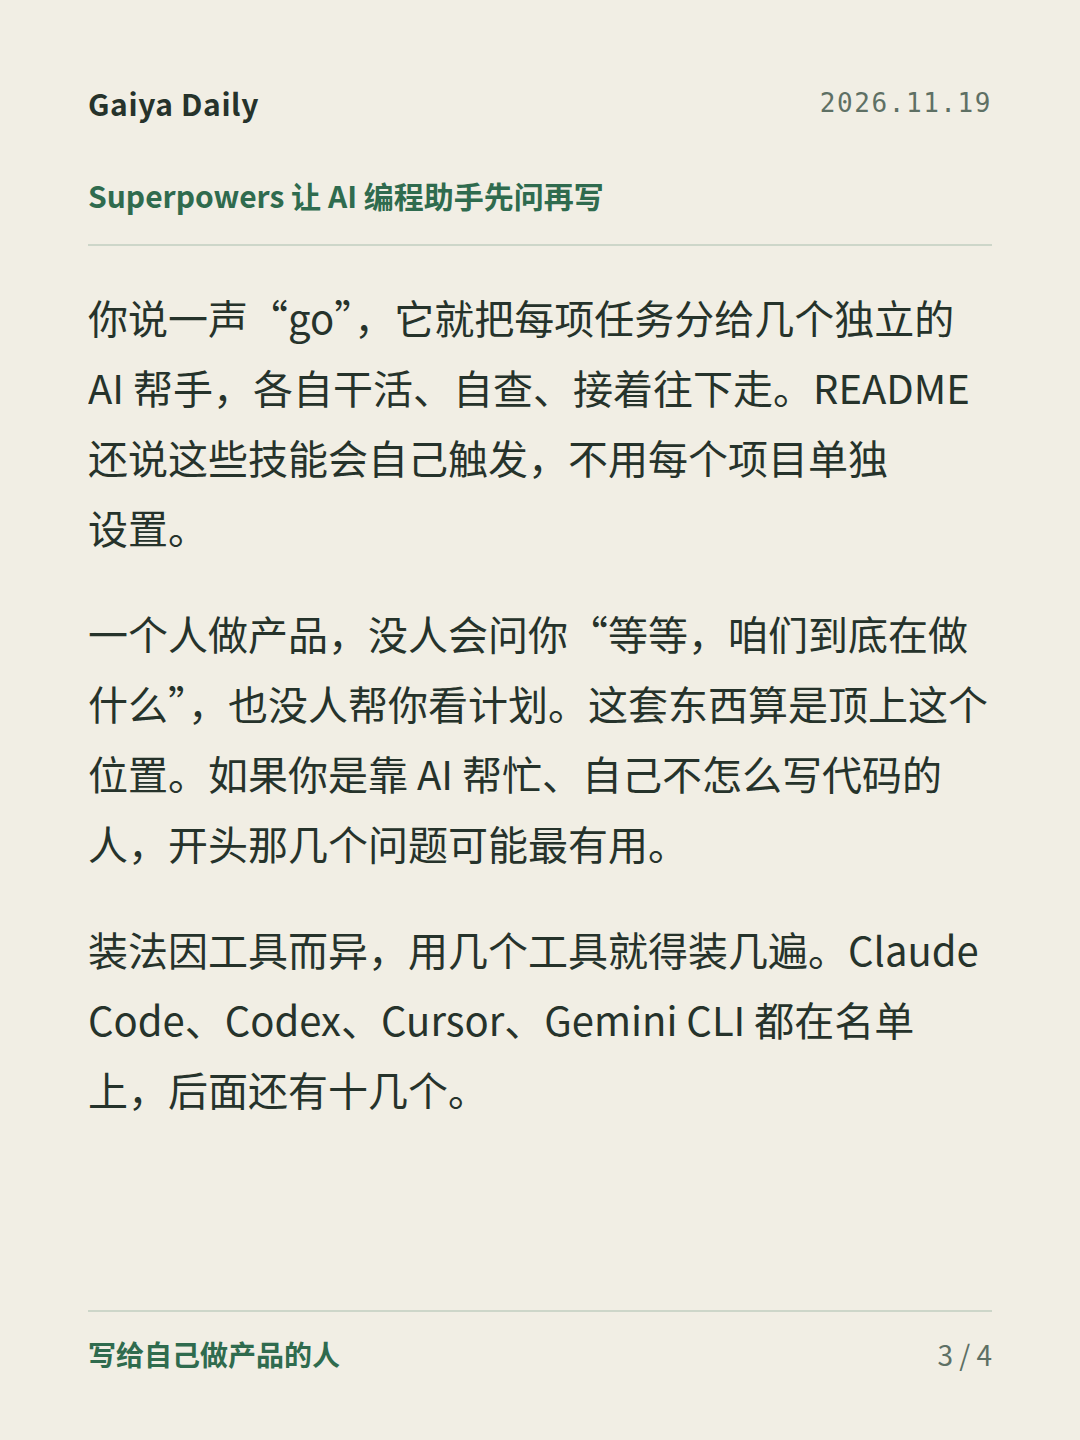 Gaiya Daily
2026.11.19
Superpowers 让 AI 编程助手先问再写
你说一声“go”，它就把每项任务分给几个独立的
AI 帮手，各自干活、自查、接着往下走。README
还说这些技能会自己触发，不用每个项目单独
设置。
一个人做产品，没人会问你“等等，咱们到底在做
什么”，也没人帮你看计划。这套东西算是顶上这个
位置。如果你是靠 AI 帮忙、自己不怎么写代码的
人，开头那几个问题可能最有用。
装法因工具而异，用几个工具就得装几遍。Claude
Code、Codex、Cursor、Gemini CLI 都在名单
上，后面还有十几个。
写给自己做产品的人
3 / 4